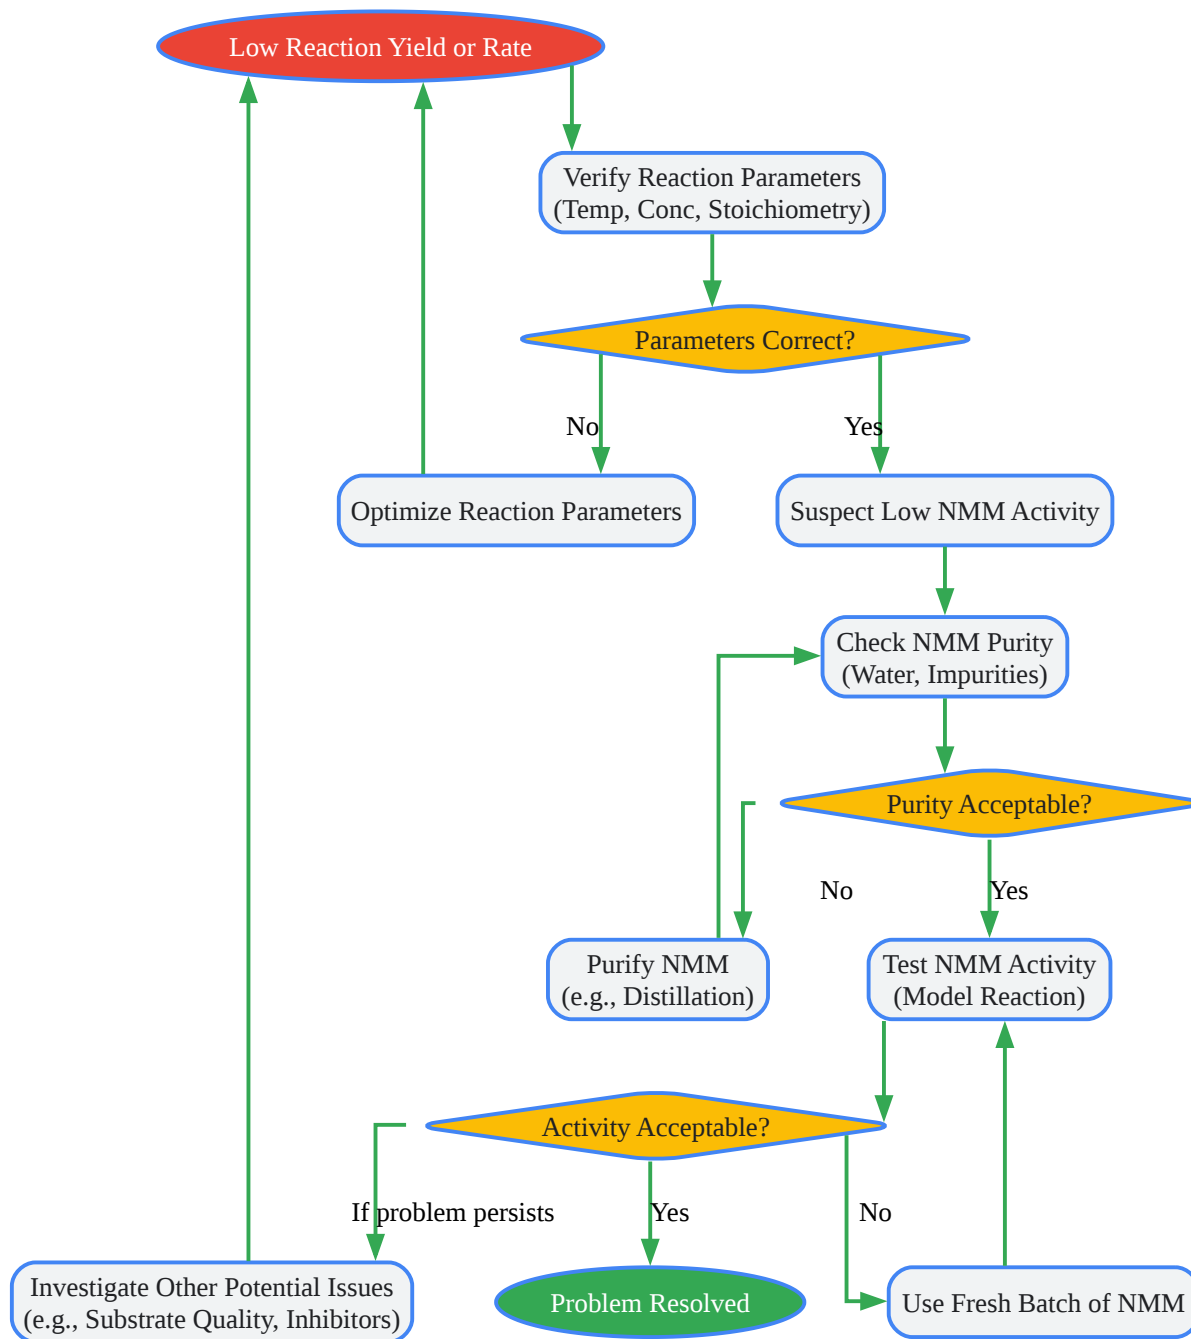 Low Reaction Yield or Rate
Verify Reaction Parameters
(Temp, Conc, Stoichiometry)
Parameters Correct?
No
Yes
Optimize Reaction Parameters
Suspect Low NMM Activity
Check NMM Purity
(Water, Impurities)
Purity Acceptable?
No
Yes
Purify NMM
(e.g., Distillation)
Test NMM Activity
(Model Reaction)
Activity Acceptable?
If problem persists
Yes
No
Investigate Other Potential Issues
(e.g., Substrate Quality, Inhibitors)
Problem Resolved
Use Fresh Batch of NMM